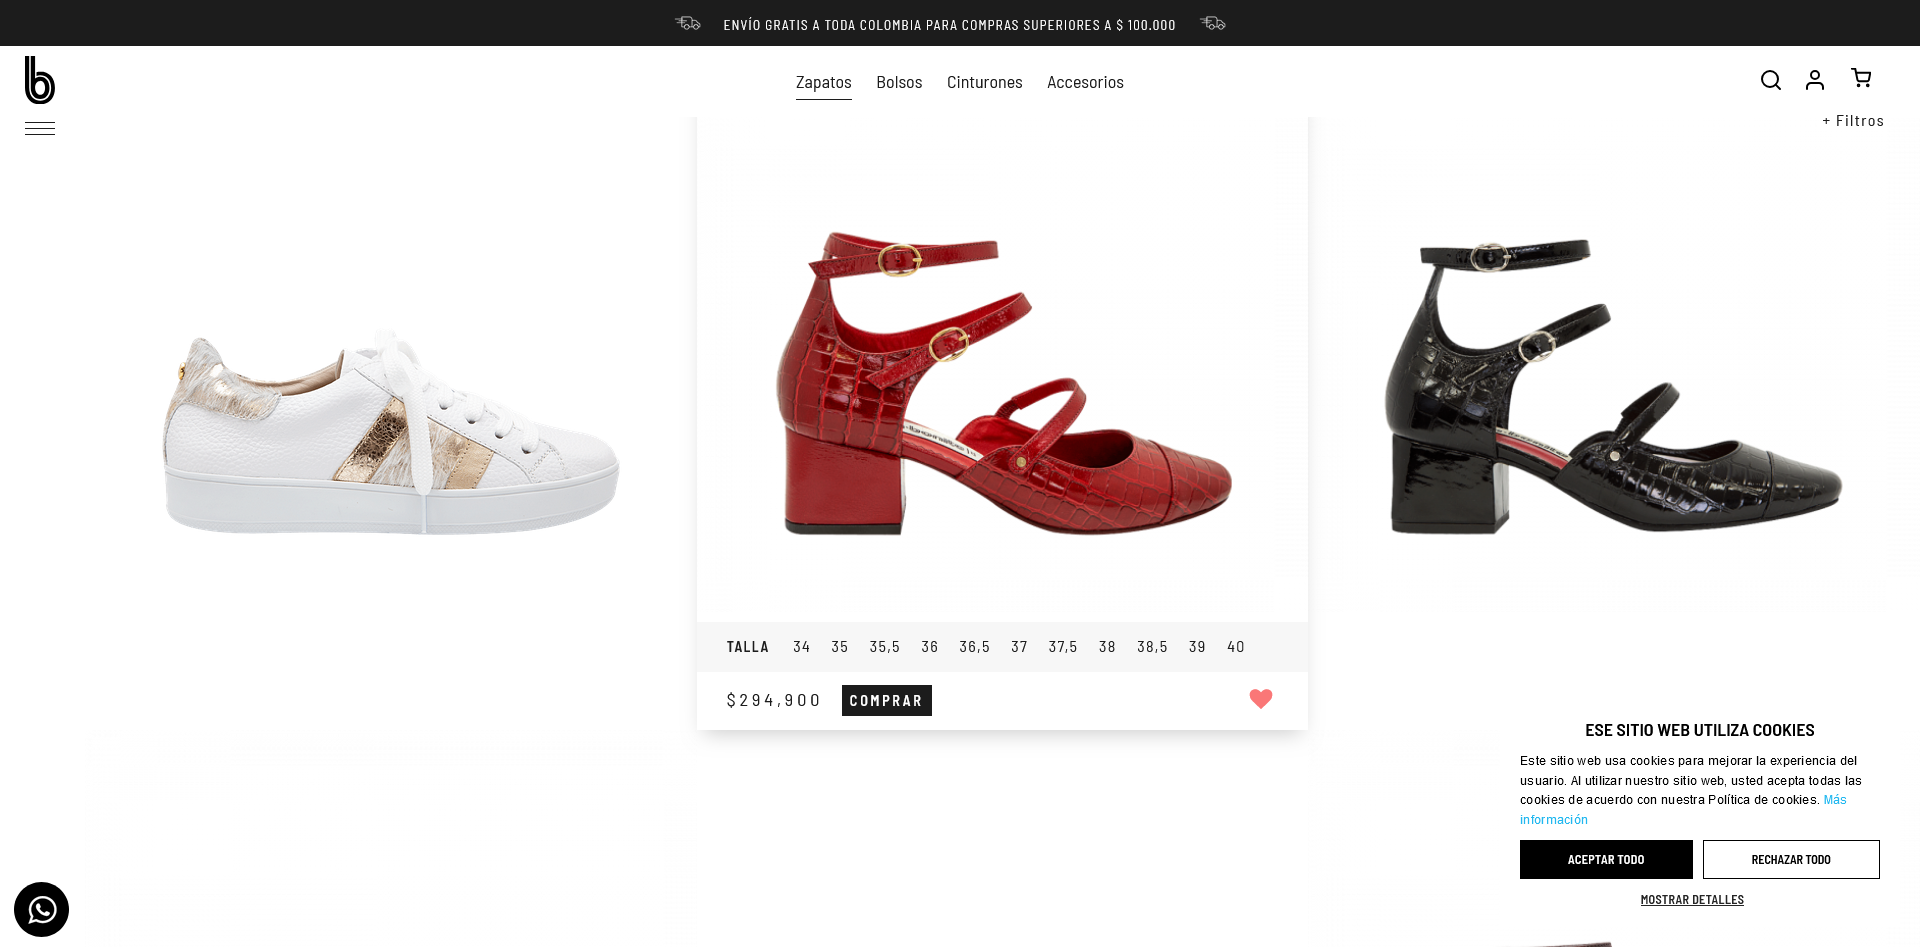 ENVÍO GRATIS A TODA COLOMBIA PARA COMPRAS SUPERIORES A $ 100.000
b
Zapatos Bolsos Cinturones Accesorios
+ Filtros
TALLA 34 35 35,5 36 36,5 37 37,5 38 38,5 39 40
$294,900 COMPRAR
ESE SITIO WEB UTILIZA COOKIES
Este sitio web usa cookies para mejorar la experiencia del
usuario. Al utilizar nuestro sitio web, usted acepta todas las
cookies de acuerdo con nuestra Política de cookies. Más
información
ACEPTAR TODO RECHAZAR TODO
MOSTRAR DETALLES